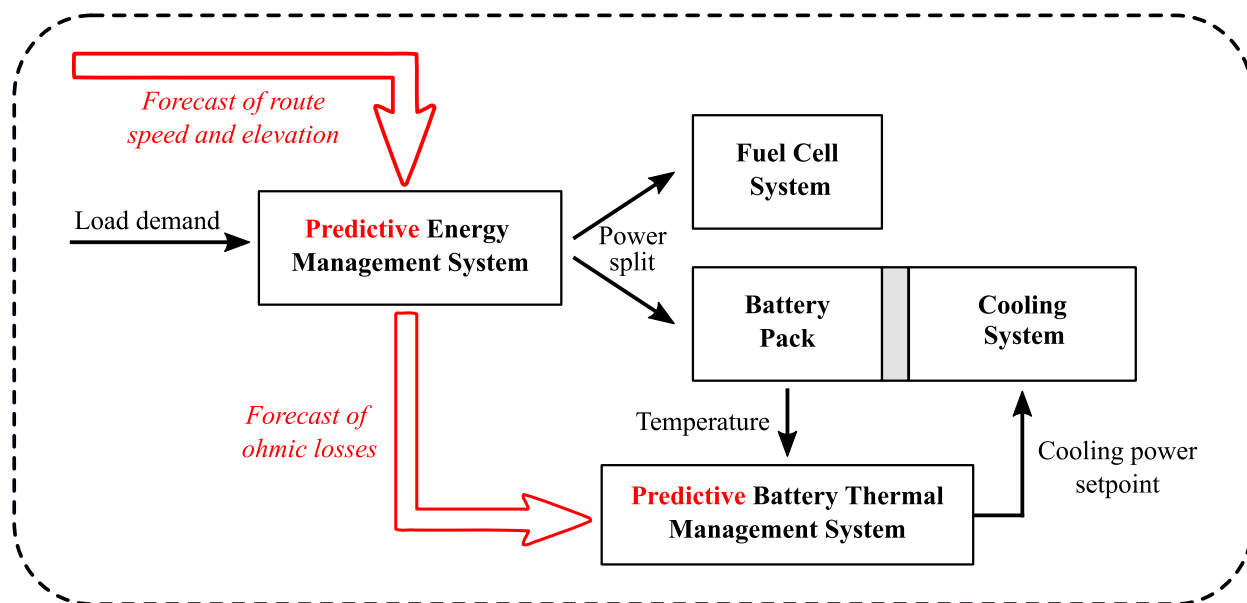 Forecast of route
speed and elevation
Fuel Cell
System
Load demand
Predictive Energy
Management System
Power
split
Battery
Pack
Cooling
System
Forecast of
ohmic losses
Temperature
Cooling power
setpoint
Predictive Battery Thermal
Management System